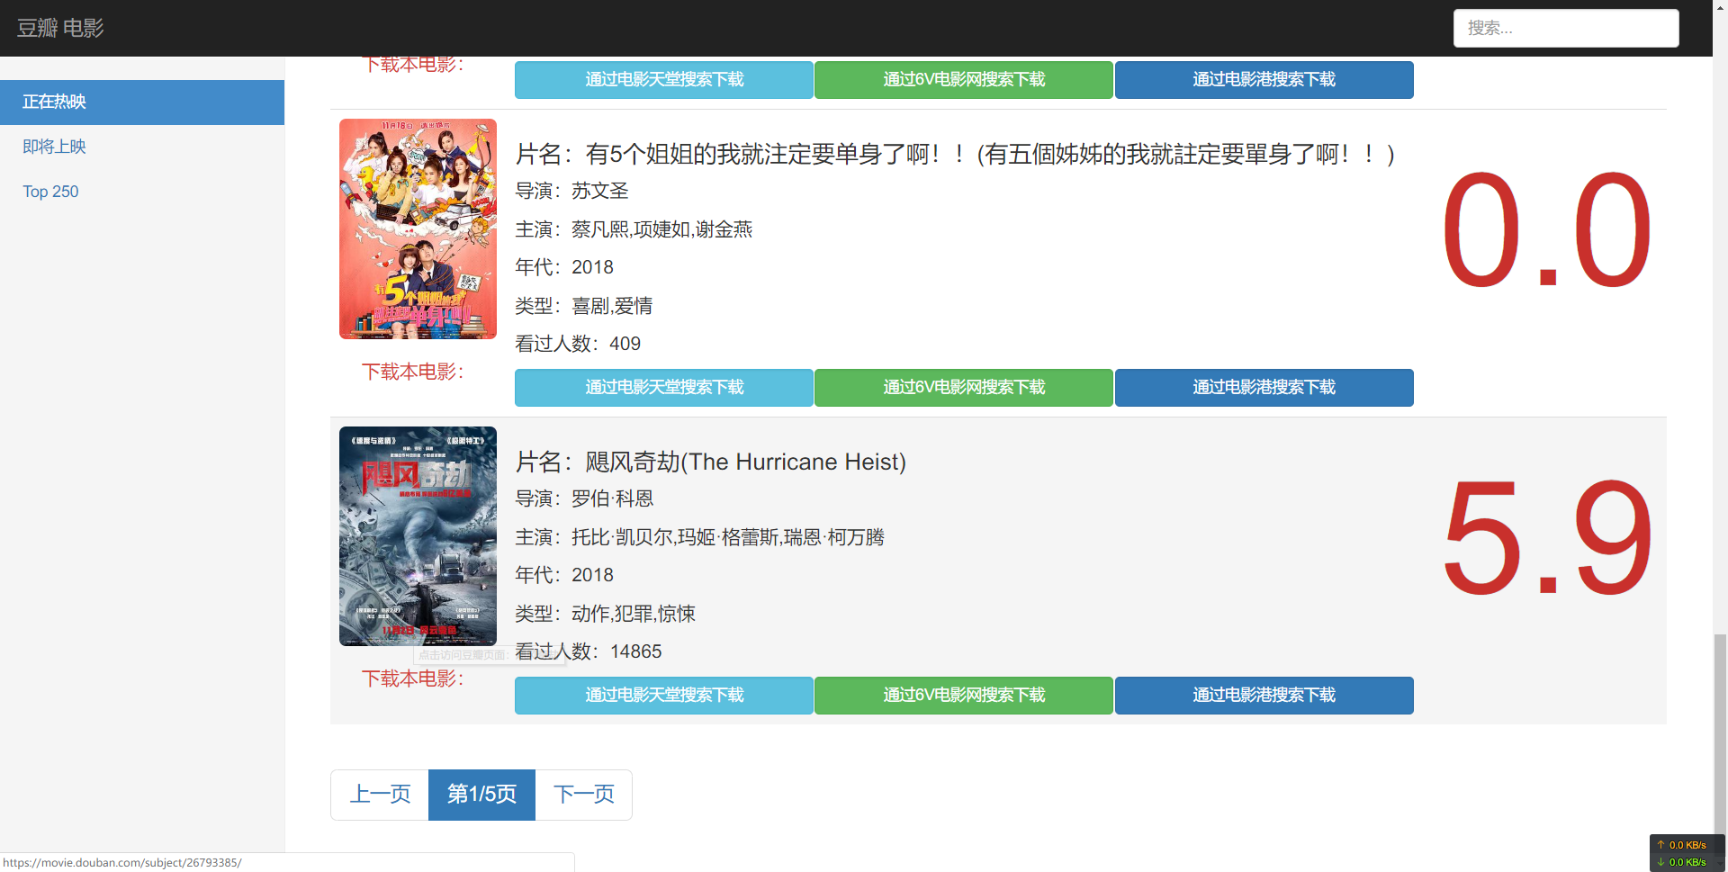 豆瓣 电影
搜索...
正在热映
即将上映
Top 250
下载本电影：
通过电影天堂搜索下载
通过6V电影网搜索下载
通过电影港搜索下载
11月16日
片名：有5个姐姐的我就注定要单身了啊！！(有五個姊姊的我就註定要單身了啊！！)
导演：苏文圣
主演：蔡凡熙,项婕如,谢金燕
年代：2018
类型：喜剧,爱情
看过人数：409
0.0
下载本电影：
通过电影天堂搜索下载
通过6V电影网搜索下载
通过电影港搜索下载
飓风奇劫
片名：飓风奇劫(The Hurricane Heist)
导演：罗伯·科恩
主演：托比·凯贝尔,玛姬·格蕾斯,瑞恩·柯万腾
年代：2018
类型：动作,犯罪,惊悚
看过人数：14865
5.9
点击访问豆瓣页面：
下载本电影：
通过电影天堂搜索下载
通过6V电影网搜索下载
通过电影港搜索下载
上一页
第1/5页
下一页
https://movie.douban.com/subject/26793385/
↑ 0.0 KB/s
↓ 0.0 KB/s